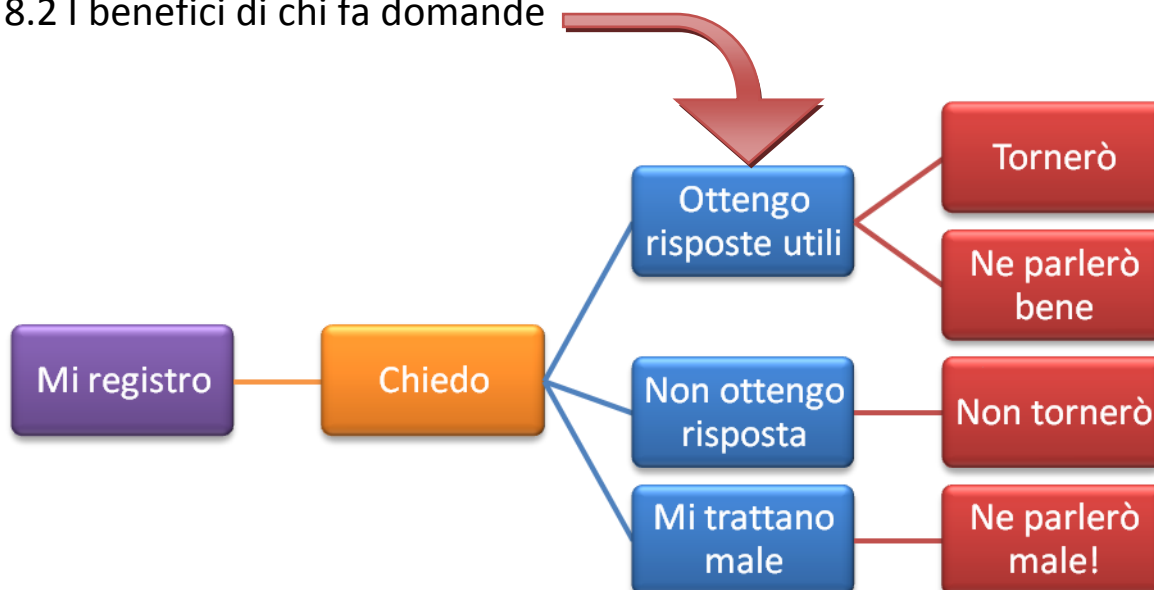 8.2 I benefici di chi fa domande
Mi registro
Chiedo
Ottengo
risposte utili
Tornerò
Ne parlerò
bene
Non ottengo
risposta
Non tornerò
Mi trattano
male
Ne parlerò
male!